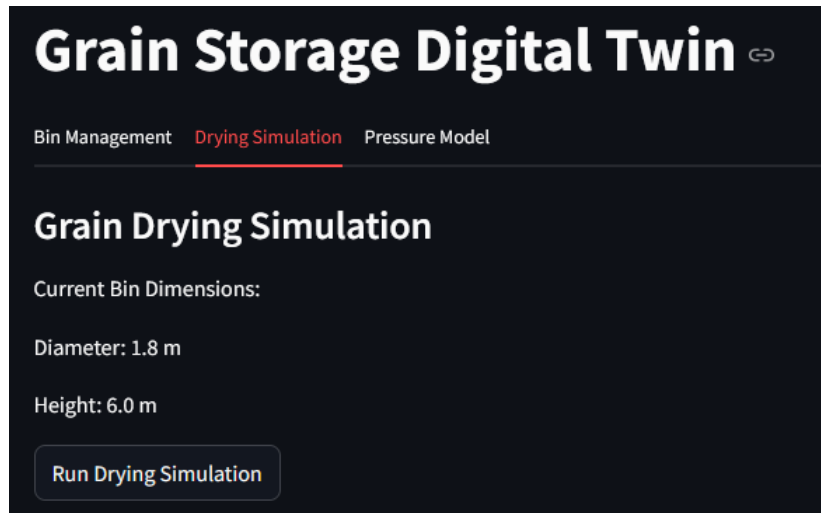 Grain Storage Digital Twin
Bin Management Drying Simulation Pressure Model
Grain Drying Simulation
Current Bin Dimensions:
Diameter: 1.8 m
Height: 6.0 m
Run Drying Simulation